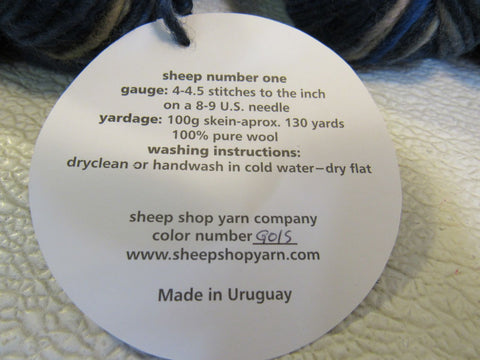 sheep number one
gauge: 4-4.5 stitches to the inch
on a 8-9 U.S. needle
yardage: 100g skein-aprox. 130 yards
100% pure wool
washing instructions:
dryclean or handwash in cold water—dry flat
sheep shop yarn company
color number G015
www.sheepshopyarn.com
Made in Uruguay